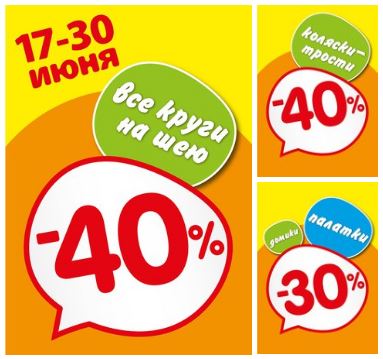 17-30
июня
все круги
на шею
-40%
коляски-
трости
-40%
домики
палатки
-30%